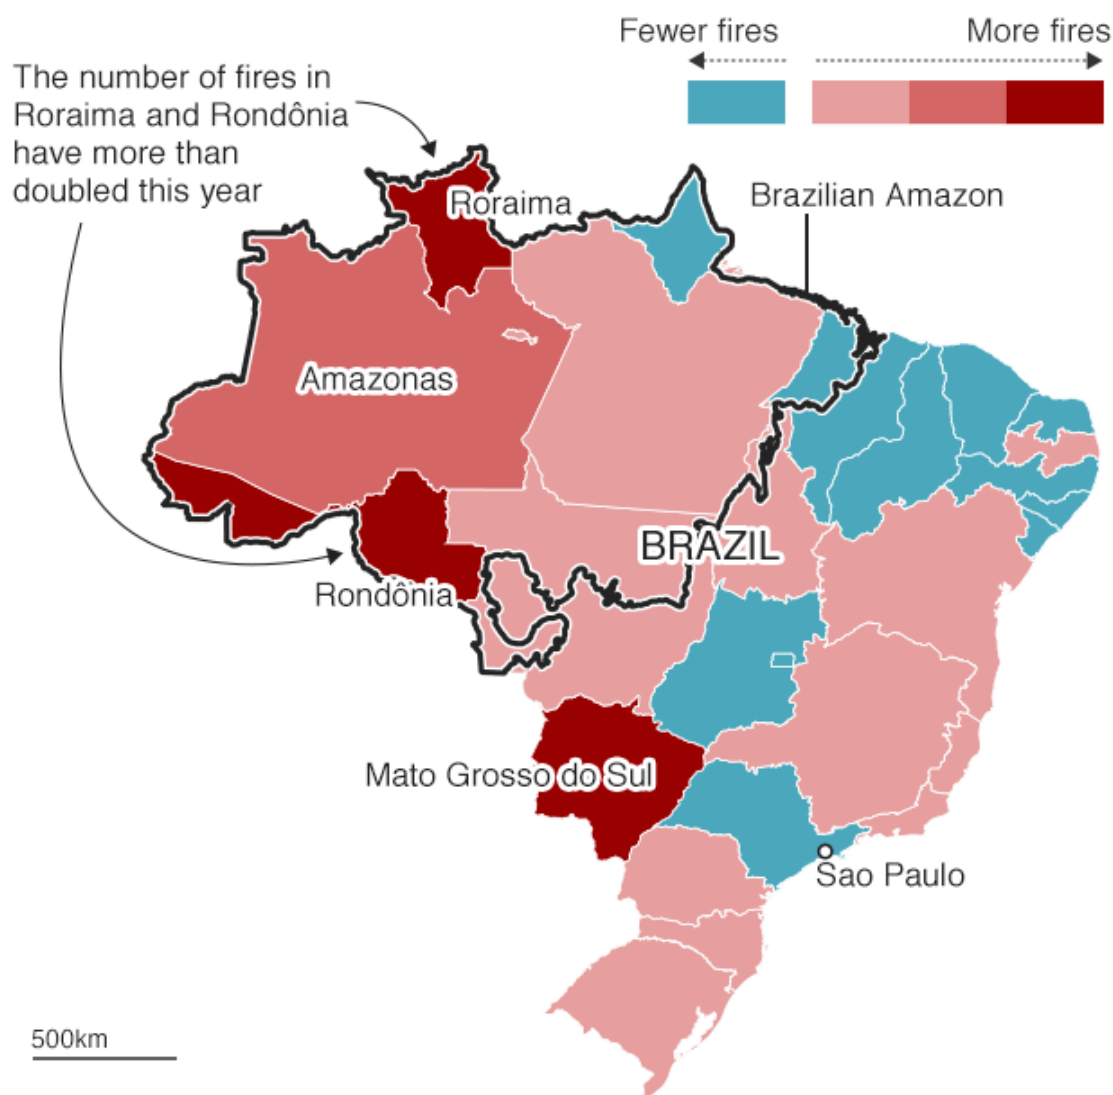 Fewer fires
More fires
The number of fires in
Roraima and Rondônia
have more than
doubled this year
Roraima
Brazilian Amazon
Amazonas
BRAZIL
Rondônia
Mato Grosso do Sul
Sao Paulo
500km